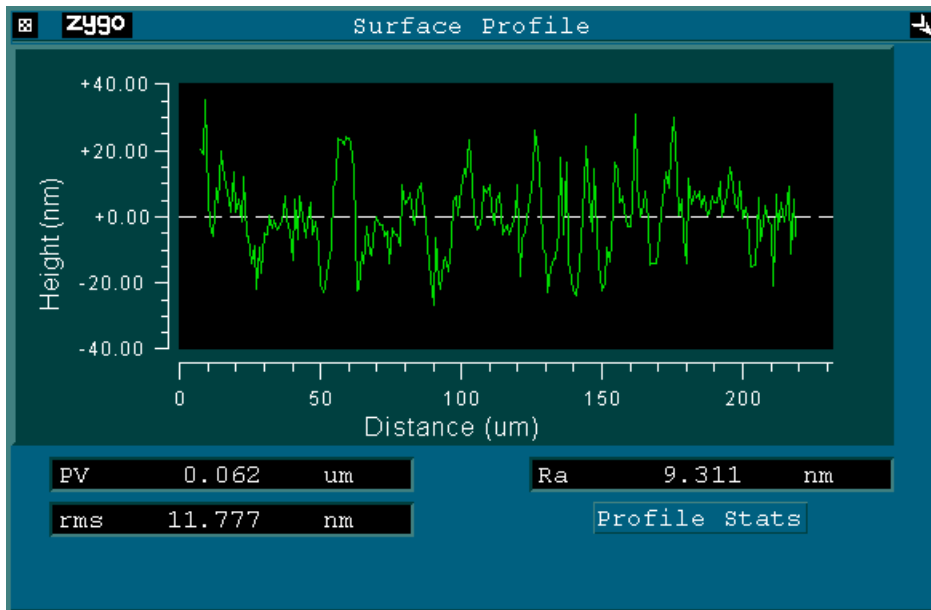 zygo Surface Profile
+40.00
+20.00
+0.00
-20.00
-40.00
Height (nm)
0 50 100 150 200
Distance (um)
PV 0.062 um Ra 9.311 nm
rms 11.777 nm Profile Stats